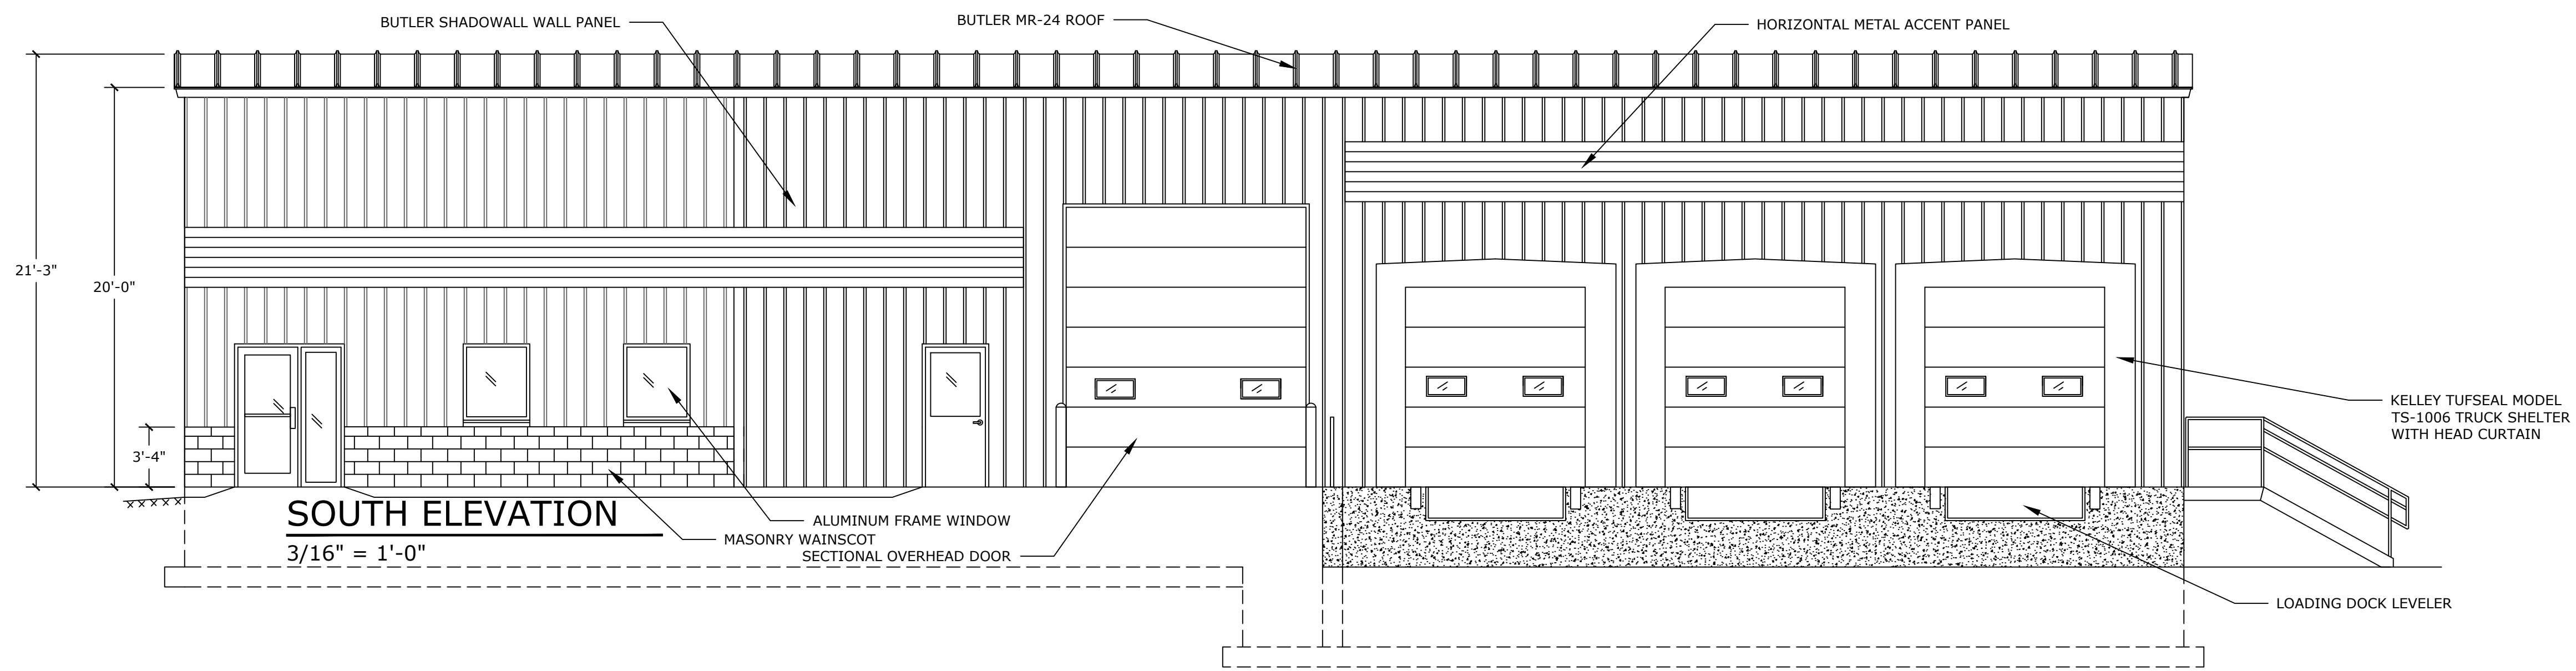 BUTLER SHADOWALL WALL PANEL
BUTLER MR-24 ROOF
HORIZONTAL METAL ACCENT PANEL
21'-3"
20'-0"
3'-4"
KELLEY TUFSEAL MODEL
TS-1006 TRUCK SHELTER
WITH HEAD CURTAIN
SOUTH ELEVATION
3/16" = 1'-0"
ALUMINUM FRAME WINDOW
MASONRY WAINSCOT
SECTIONAL OVERHEAD DOOR
LOADING DOCK LEVELER